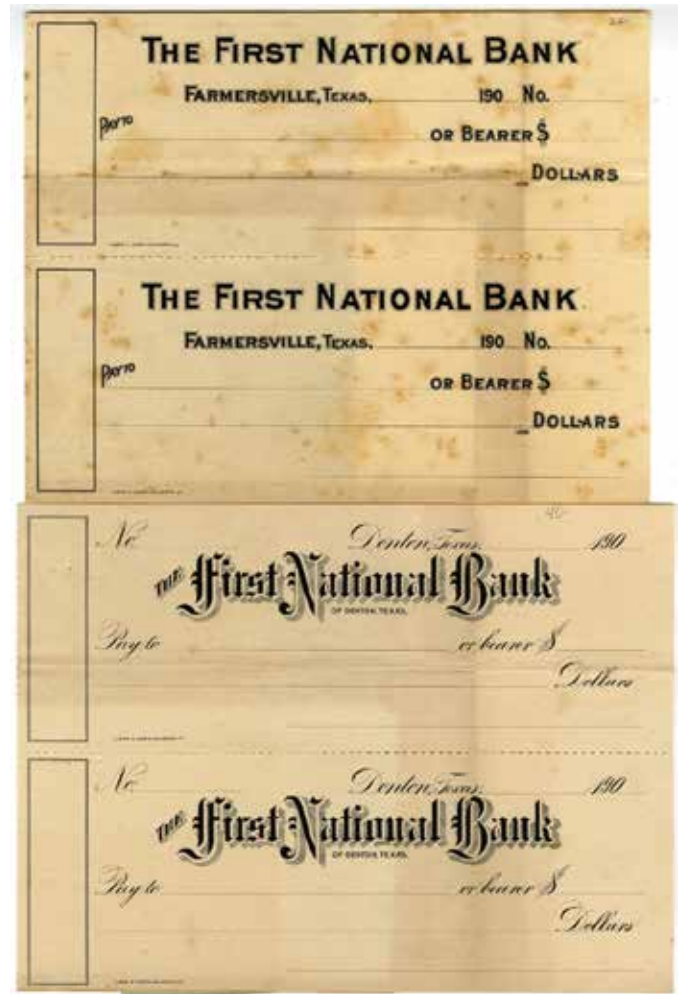 THE FIRST NATIONAL BANK
FARMERSVILLE, TEXAS, 190 No.
PAY TO OR BEARER $
DOLLARS
THE FIRST NATIONAL BANK
FARMERSVILLE, TEXAS, 190 No.
PAY TO OR BEARER $
DOLLARS
No. Denton, Texas, 190
THE First National Bank
OF DENTON, TEXAS.
Pay to or bearer $
Dollars
No. Denton, Texas, 190
THE First National Bank
OF DENTON, TEXAS.
Pay to or bearer $
Dollars